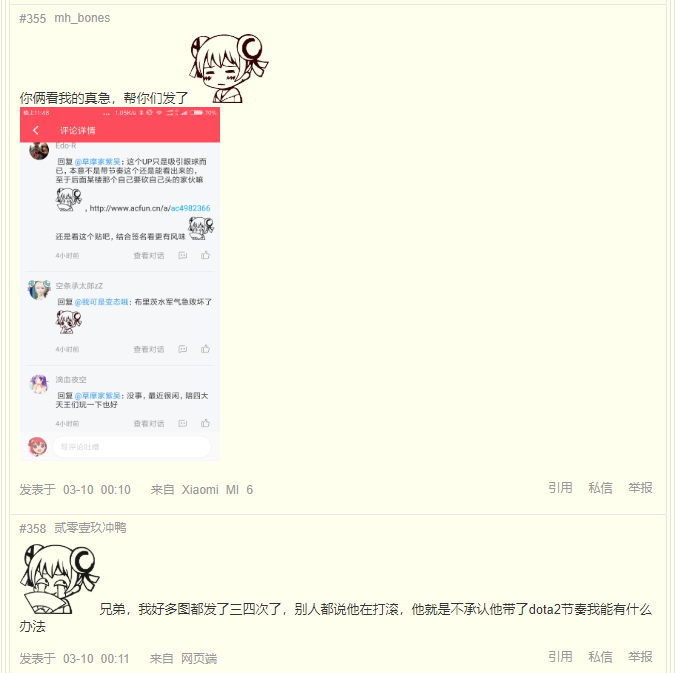 #355 mh_bones
你俩看我的真急，帮你们发了
晚上11:48 ... 1.05K/s 76%
评论详情
Edo-R
回复 @草摩家紫呆：这个UP只是吸引眼球而
已，本意不是带节奏这个还是能看出来的，
至于后面某楼那个自己要砍自己头的家伙嘛
，http://www.acfun.cn/a/ac4982366
还是看这个贴吧，结合签名看更有风味
4小时前 查看对话
空条承太郎zZ
回复 @我可是变态哦：布里茨水军气急败坏了
4小时前 查看对话
滴血夜空
回复 @草摩家紫呆：没事，最近很闲，陪四大
天王们玩一下也好
4小时前 查看对话
写评论吐槽
发表于 03-10 00:10 来自 Xiaomi MI 6 引用 私信 举报
#358 贰零壹玖冲鸭
兄弟，我好多图都发了三四次了，别人都说他在打滚，他就是不承认他带了dota2节奏我能有什么
办法
发表于 03-10 00:11 来自 网页端 引用 私信 举报